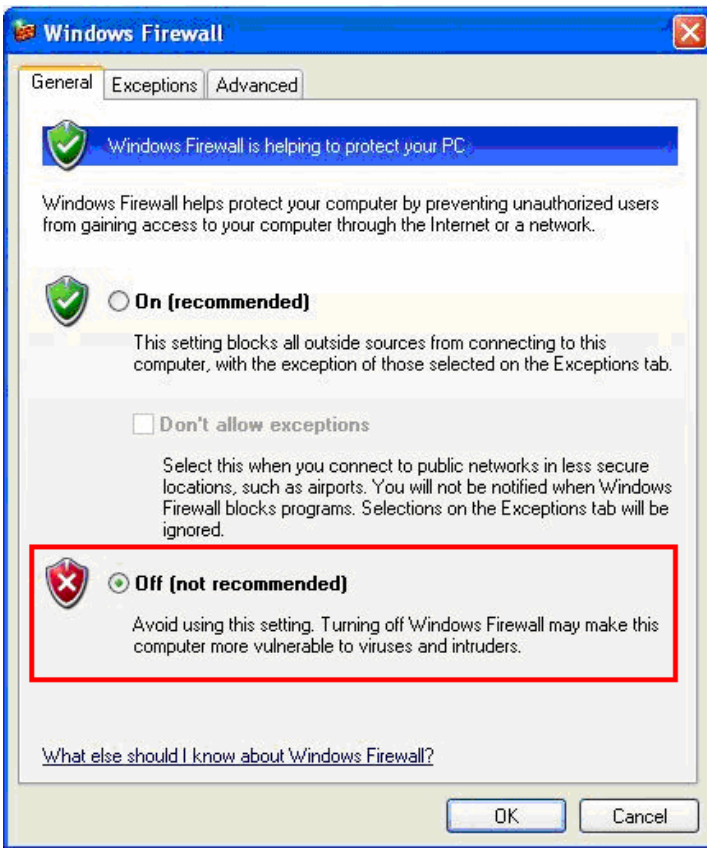 Windows Firewall
General Exceptions Advanced
Windows Firewall is helping to protect your PC
Windows Firewall helps protect your computer by preventing unauthorized users
from gaining access to your computer through the Internet or a network.
On (recommended)
This setting blocks all outside sources from connecting to this
computer, with the exception of those selected on the Exceptions tab.
Don't allow exceptions
Select this when you connect to public networks in less secure
locations, such as airports. You will not be notified when Windows
Firewall blocks programs. Selections on the Exceptions tab will be
ignored.
Off (not recommended)
Avoid using this setting. Turning off Windows Firewall may make this
computer more vulnerable to viruses and intruders.
What else should I know about Windows Firewall?
OK Cancel